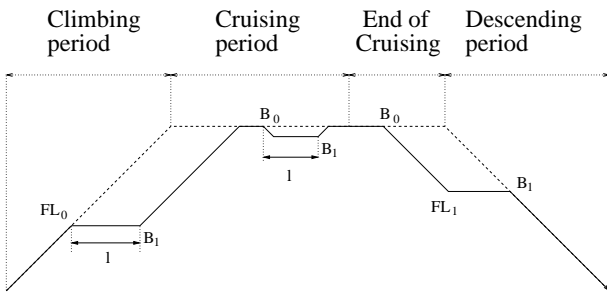 Climbing period
Cruising period
End of Cruising
Descending period
B0
B0
B1
l
FL0
B1
l
FL1
B1